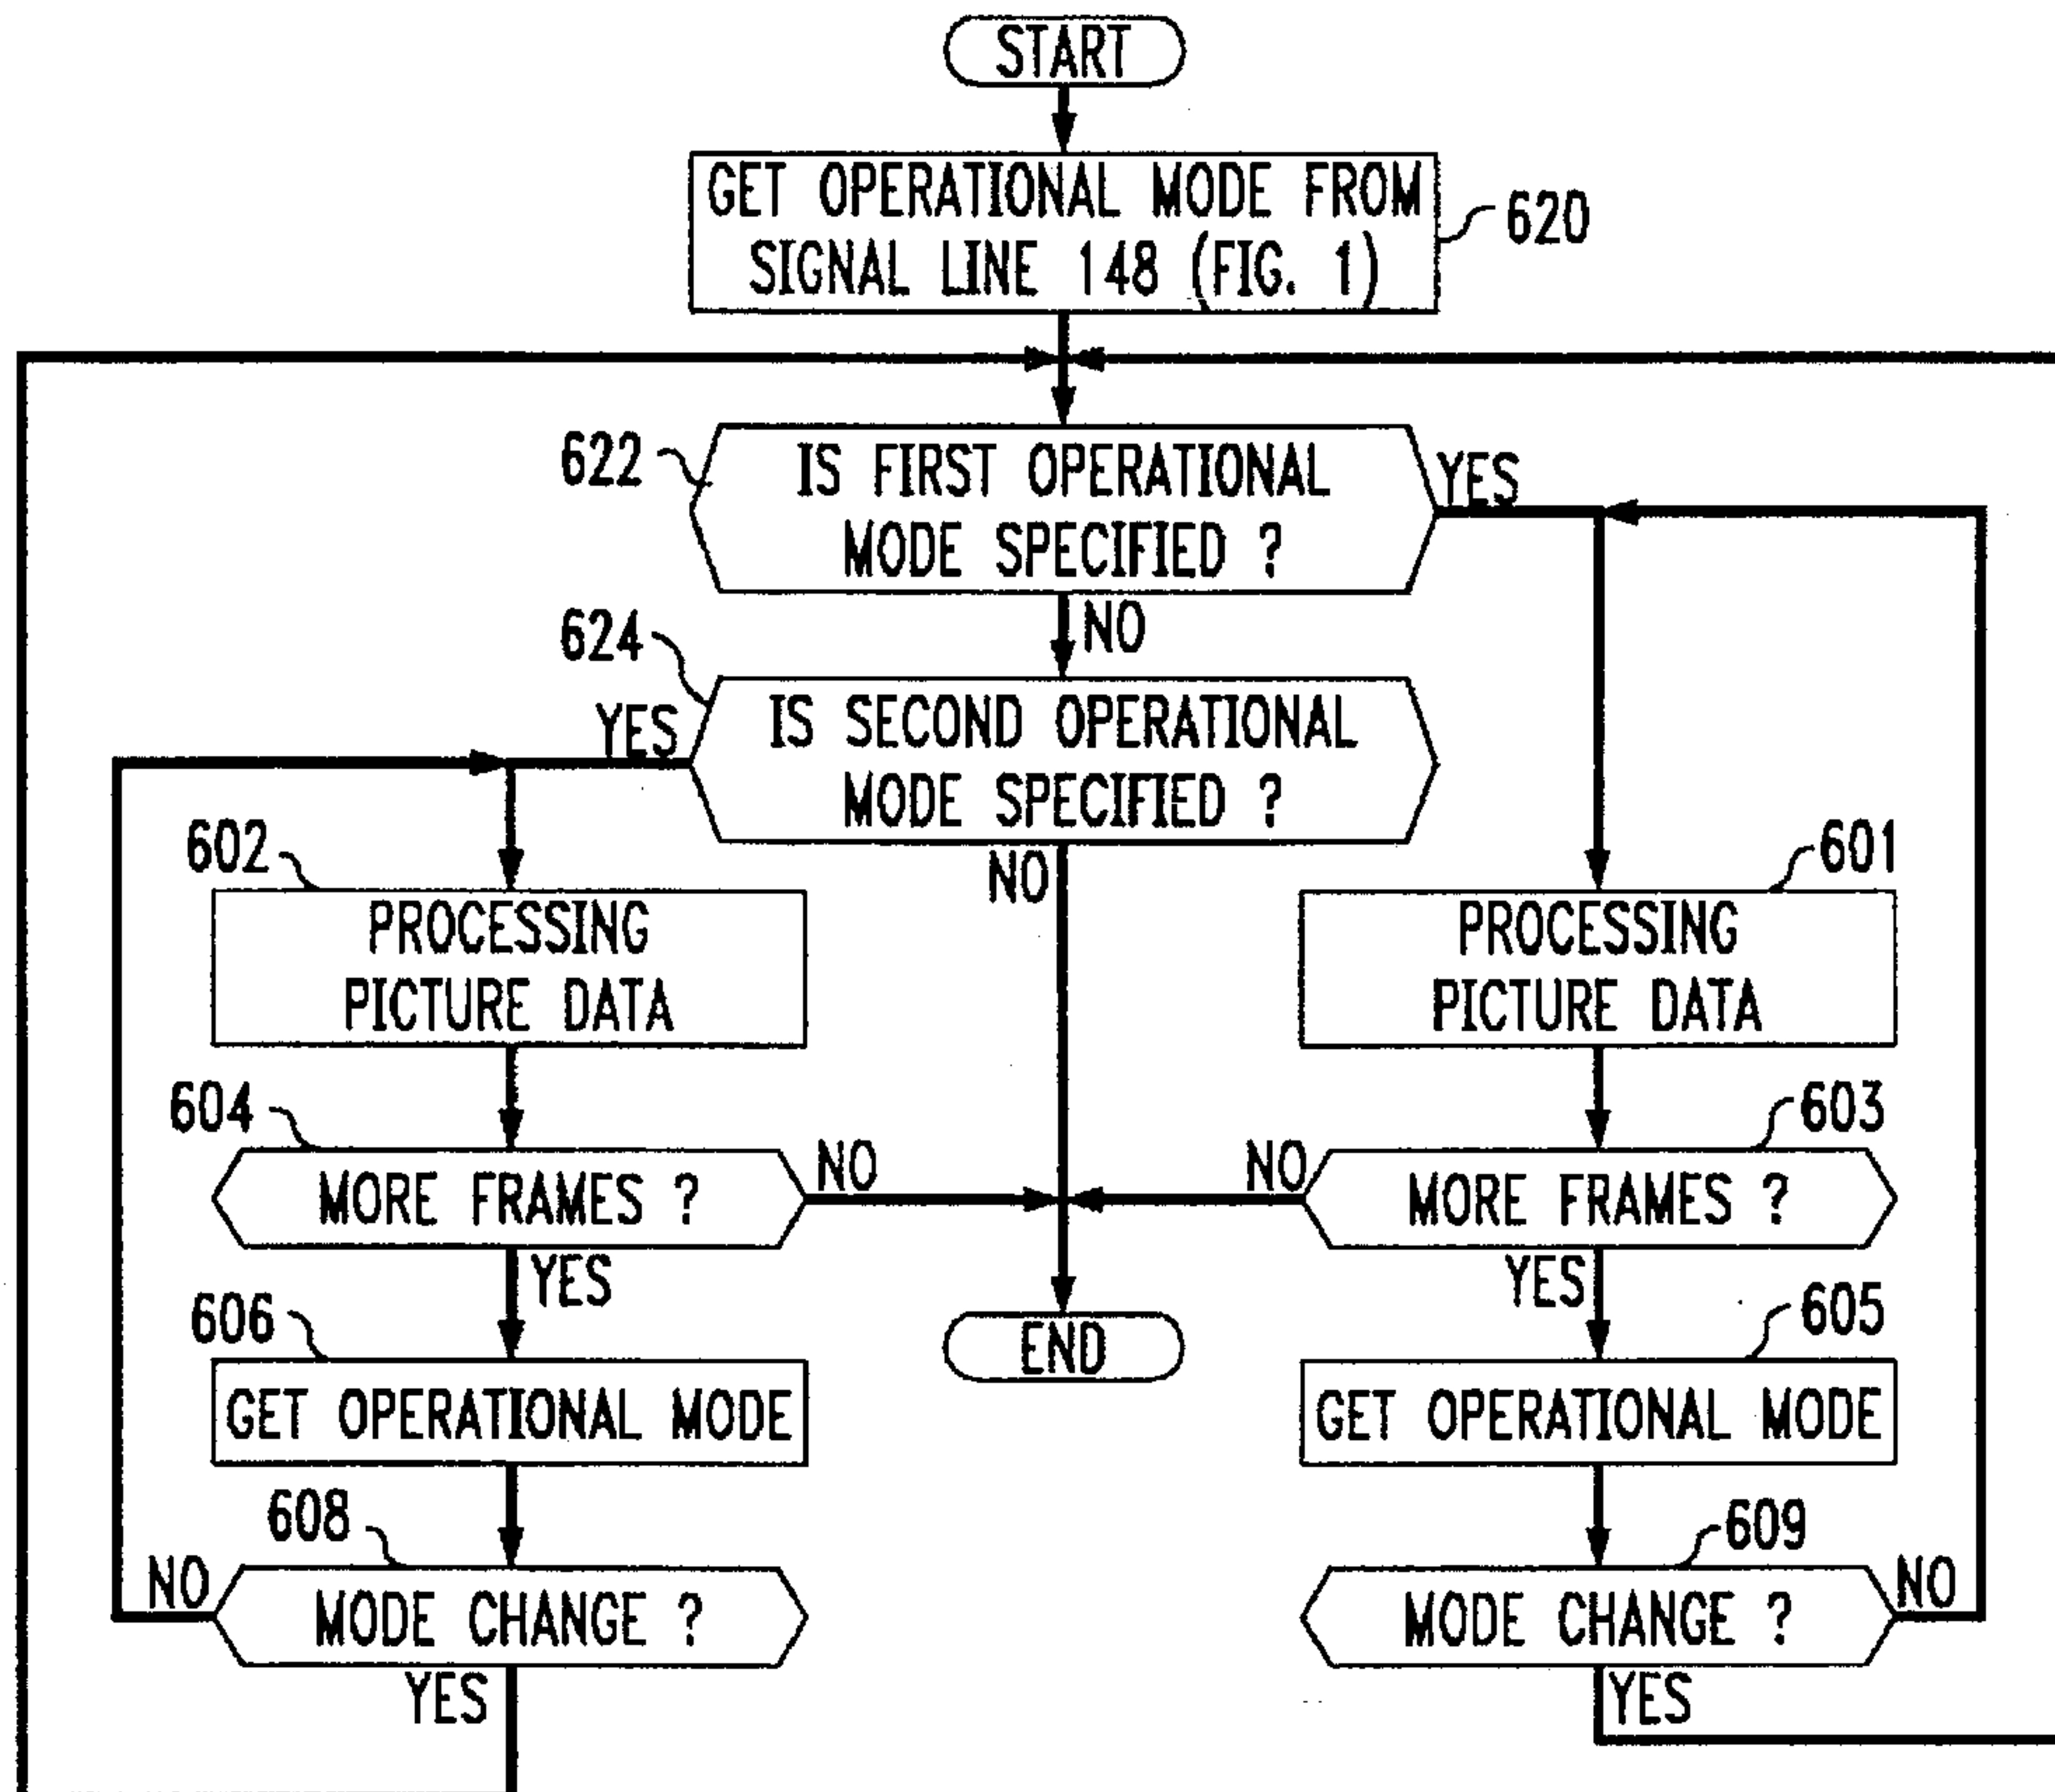 START
GET OPERATIONAL MODE FROM
SIGNAL LINE 148 (FIG. 1)
620
622
IS FIRST OPERATIONAL
MODE SPECIFIED ?
YES
NO
624
IS SECOND OPERATIONAL
MODE SPECIFIED ?
YES
NO
602
PROCESSING
PICTURE DATA
601
PROCESSING
PICTURE DATA
604
MORE FRAMES ?
NO
YES
603
MORE FRAMES ?
NO
YES
END
606
GET OPERATIONAL MODE
605
GET OPERATIONAL MODE
608
MODE CHANGE ?
NO
YES
609
MODE CHANGE ?
NO
YES